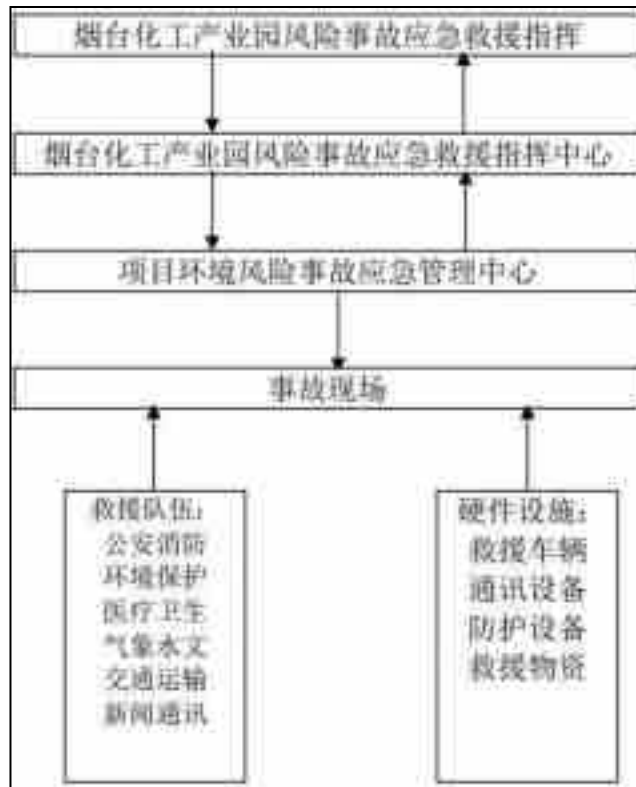 烟台化工产业园风险事故应急救援指挥
烟台化工产业园风险事故应急救援指挥中心
项目环境风险事故应急管理中心
事故现场
救援队伍：
公安消防
环境保护
医疗卫生
气象水文
交通运输
新闻通讯
硬件设施：
救援车辆
通讯设备
防护设备
救援物资